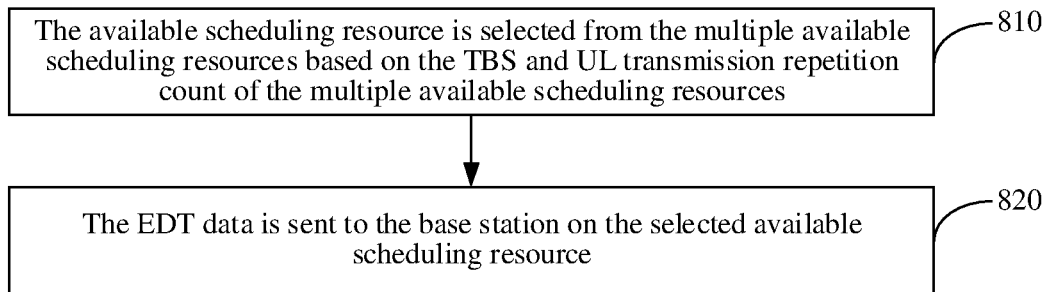 The available scheduling resource is selected from the multiple available
scheduling resources based on the TBS and UL transmission repetition
count of the multiple available scheduling resources
810
The EDT data is sent to the base station on the selected available
scheduling resource
820